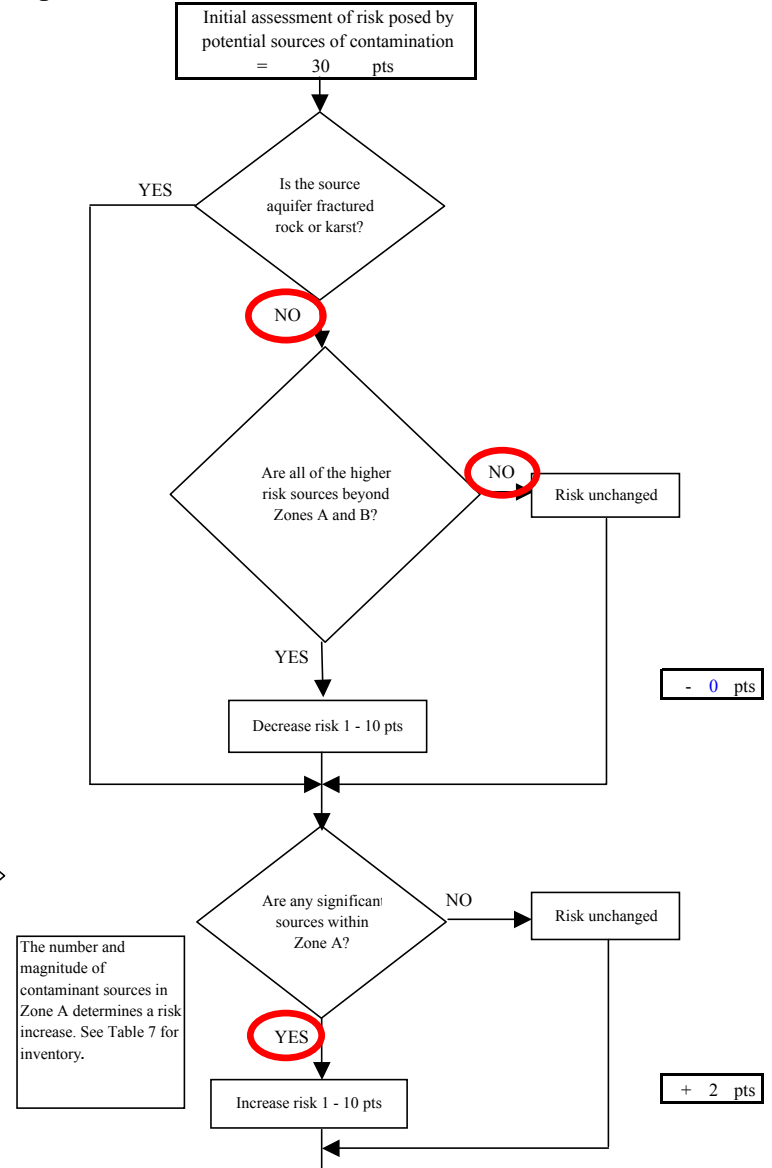 Initial assessment of risk posed by
potential sources of contamination
= 30 pts
YES
Is the source
aquifer fractured
rock or karst?
NO
Are all of the higher
risk sources beyond
Zones A and B?
NO
Risk unchanged
YES
- 0 pts
Decrease risk 1 - 10 pts
Are any significant
sources within
Zone A?
NO
Risk unchanged
The number and
magnitude of
contaminant sources in
Zone A determines a risk
increase. See Table 7 for
inventory.
YES
+ 2 pts
Increase risk 1 - 10 pts